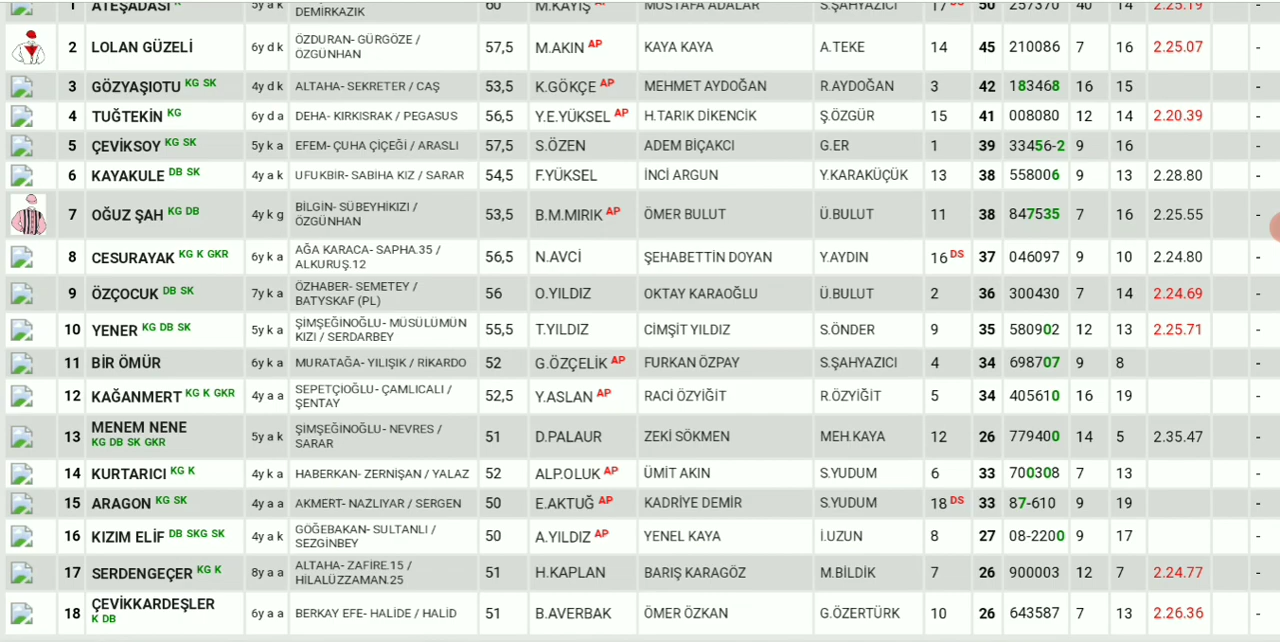 1 ATEŞADASI K 5y a k DEMİRKAZIK 60 M.KAYIŞ AP MUSTAFA ADALAR S.ŞAHYAZICI 17 DS 50 257370 40 14 2.25.19 -
2 LOLAN GÜZELİ 6y d k ÖZDURAN- GÜRGÖZE / ÖZGÜNHAN 57,5 M.AKIN AP KAYA KAYA A.TEKE 14 45 210086 7 16 2.25.07 -
3 GÖZYAŞIOTU KG SK 4y d k ALTAHA- SEKRETER / CAŞ 53,5 K.GÖKÇE AP MEHMET AYDOĞAN R.AYDOĞAN 3 42 183468 16 15 -
4 TUĞTEKİN KG 6y d a DEHA- KIRKISRAK / PEGASUS 56,5 Y.E.YÜKSEL AP H.TARIK DİKENCİK Ş.ÖZGÜR 15 41 008080 12 14 2.20.39 -
5 ÇEVİKSOY KG SK 5y k a EFEM- ÇUHA ÇİÇEĞİ / ARASLI 57,5 S.ÖZEN ADEM BİÇAKCI G.ER 1 39 33456-2 9 16 -
6 KAYAKULE DB SK 4y a k UFUKBİR- SABIHA KIZ / SARAR 54,5 F.YÜKSEL İNCİ ARGUN Y.KARAKÜÇÜK 13 38 558006 9 13 2.28.80 -
7 OĞUZ ŞAH KG DB 4y k g BİLGİN- SÜBEYHİKIZI / ÖZGÜNHAN 53,5 B.M.MIRIK AP ÖMER BULUT Ü.BULUT 11 38 847535 7 16 2.25.55 -
8 CESURAYAK KG K GKR 6y k a AĞA KARACA- SAPHA.35 / ALKURUŞ.12 56,5 N.AVCİ ŞEHABETTİN DOYAN Y.AYDIN 16 DS 37 046097 9 10 2.24.80 -
9 ÖZÇOCUK DB SK 7y k a ÖZHABER- SEMETEY / BATYSKAF (PL) 56 O.YILDIZ OKTAY KARAOĞLU Ü.BULUT 2 36 300430 7 14 2.24.69 -
10 YENER KG DB SK 5y k a ŞİMŞEĞİNOĞLU- MÜSÜLÜMÜN KIZI / SERDARBEY 55,5 T.YILDIZ CİMŞİT YILDIZ S.ÖNDER 9 35 580902 12 13 2.25.71 -
11 BİR ÖMÜR 6y k a MURATAĞA- YILIŞIK / RİKARDO 52 G.ÖZÇELİK AP FURKAN ÖZPAY S.ŞAHYAZICI 4 34 698707 9 8 -
12 KAĞANMERT KG K GKR 4y a a SEPETÇİOĞLU- ÇAMLICALI / ŞENTAY 52,5 Y.ASLAN AP RACİ ÖZYİĞİT R.ÖZYİĞİT 5 34 405610 16 19 -
13 MENEM NENE KG DB SK GKR 5y a k ŞİMŞEĞİNOĞLU- NEVRES / SARAR 51 D.PALAUR ZEKİ SÖKMEN MEH.KAYA 12 26 779400 14 5 2.35.47 -
14 KURTARICI KG K 4y k a HABERKAN- ZERNİŞAN / YALAZ 52 ALP.OLUK AP ÜMİT AKIN S.YUDUM 6 33 700308 7 13 -
15 ARAGON KG SK 4y a a AKMERT- NAZLIYAR / SERGEN 50 E.AKTUĞ AP KADRİYE DEMİR S.YUDUM 18 DS 33 87-610 9 19 -
16 KIZIM ELİF DB SKG SK 4y a k GÖĞEBAKAN- SULTANLI / SEZGİNBEY 50 A.YILDIZ AP YENEL KAYA İ.UZUN 8 27 08-2200 9 17 -
17 SERDENGEÇER KG K 8y a a ALTAHA- ZAFİRE.15 / HİLALÜZZAMAN.25 51 H.KAPLAN BARIŞ KARAGÖZ M.BİLDİK 7 26 900003 12 7 2.24.77 -
18 ÇEVİKKARDEŞLER K DB 6y a a BERKAY EFE- HALİDE / HALİD 51 B.AVERBAK ÖMER ÖZKAN G.ÖZERTÜRK 10 26 643587 7 13 2.26.36 -